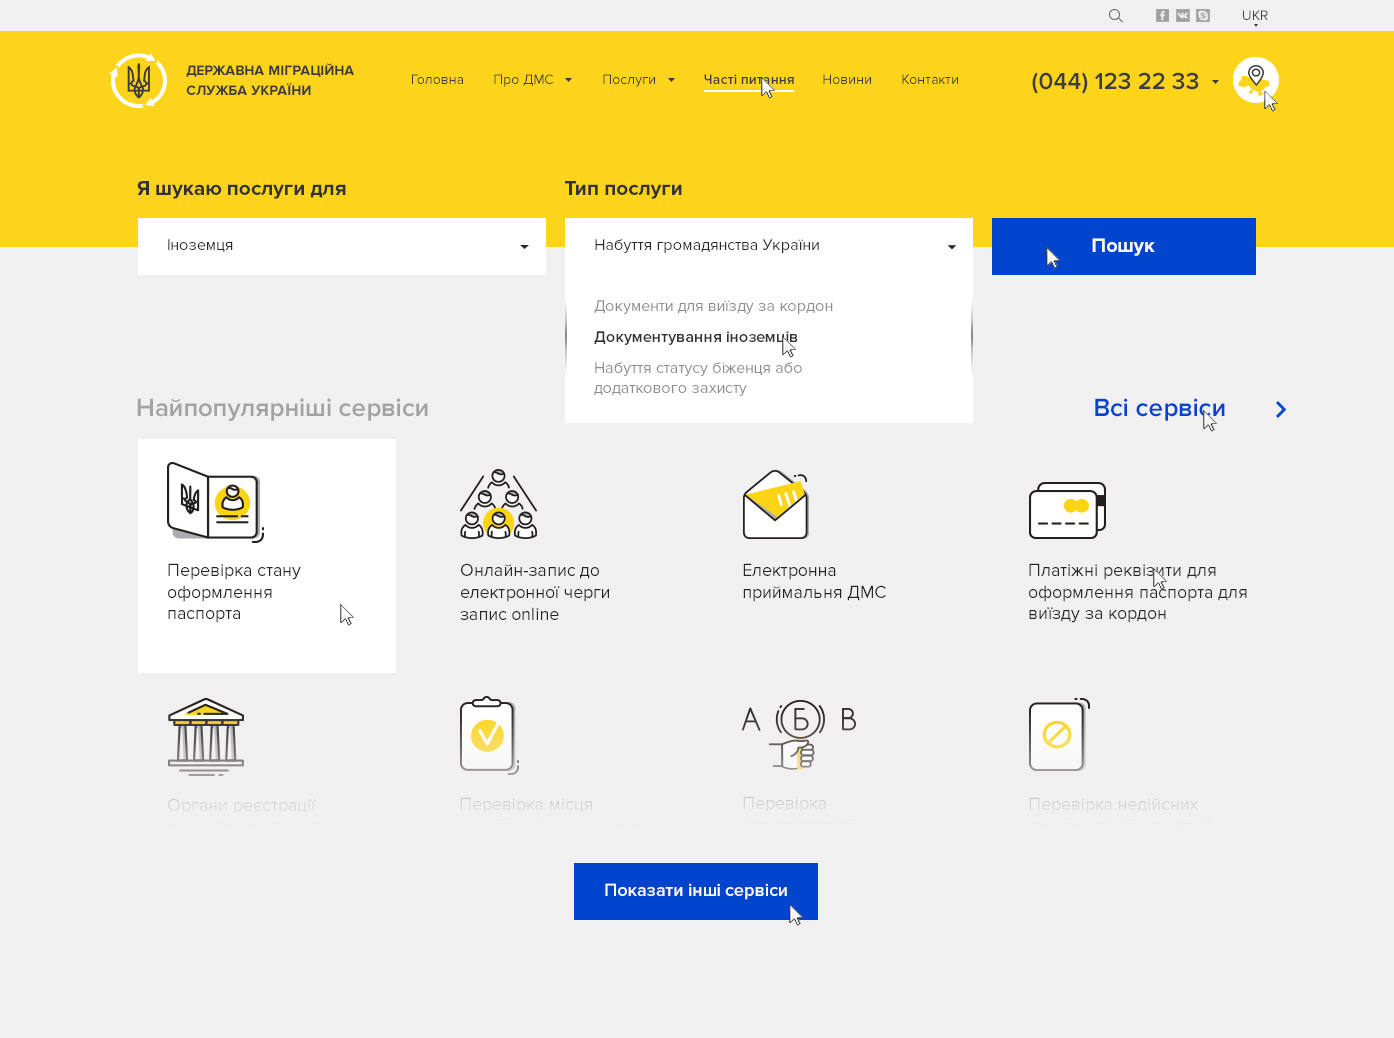 UKR
ДЕРЖАВНА МІГРАЦІЙНА
СЛУЖБА УКРАЇНИ
Головна
Про ДМС
Послуги
Часті питання
Новини
Контакти
(044) 123 22 33
Я шукаю послуги для
Тип послуги
Іноземця
Набуття громадянства України
Пошук
Документи для виїзду за кордон
Документування іноземців
Набуття статусу біженця або
додаткового захисту
Найпопулярніші сервіси
Всі сервіси
Перевірка стану
оформлення
паспорта
Онлайн-запис до
електронної черги
запис online
Електронна
приймальня ДМС
Платіжні реквізити для
оформлення паспорта для
виїзду за кордон
А Б В
Органи реєстрації
Перевірка місця
Перевірка
Перевірка недійсних
Показати інші сервіси